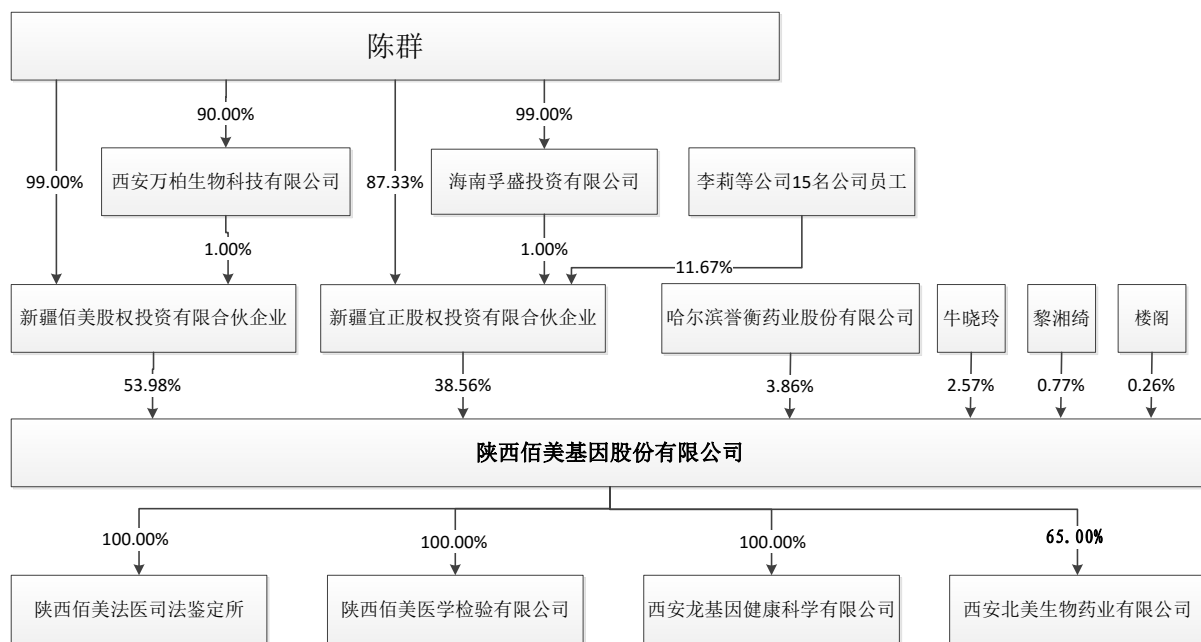 陈群
90.00%
99.00%
99.00%
西安万柏生物科技有限公司
87.33%
海南孚盛投资有限公司
李莉等公司15名公司员工
1.00%
1.00%
11.67%
新疆佰美股权投资有限合伙企业
新疆宜正股权投资有限合伙企业
哈尔滨誉衡药业股份有限公司
牛晓玲
黎湘绮
楼阁
53.98%
38.56%
3.86%
2.57%
0.77%
0.26%
陕西佰美基因股份有限公司
100.00%
100.00%
100.00%
65.00%
陕西佰美法医司法鉴定所
陕西佰美医学检验有限公司
西安龙基因健康科学有限公司
西安北美生物药业有限公司